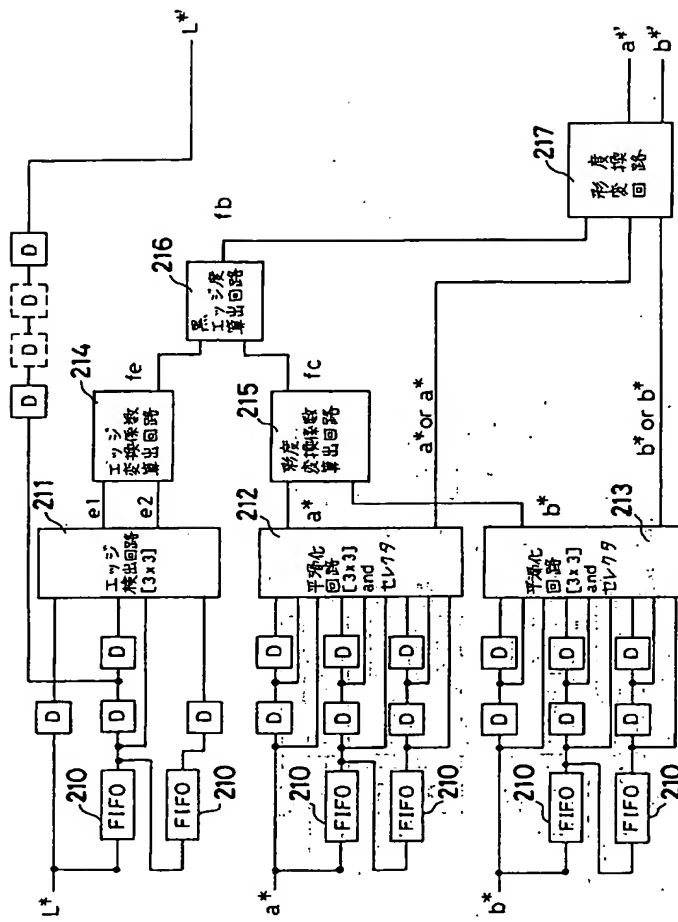 L*
FIFO
210
FIFO
210
D
D
D
D
211
エッジ
検出回路
[3x3]
e1
e2
D
D
D
D
L*'
214
エッジ
変換係数
算出回路
fe
216
黒
エッジ度
算出回路
fb
a*
FIFO
210
FIFO
210
D
D
D
D
D
D
212
平滑化
回路
[3x3]
and
セレクタ
a*
215
彩度
変換係数
算出回路
fc
a* or a*
b*
FIFO
210
FIFO
210
D
D
D
D
D
D
213
平滑化
回路
[3x3]
and
セレクタ
b*
b* or b*
217
彩度
変換
回路
a*'
b*'